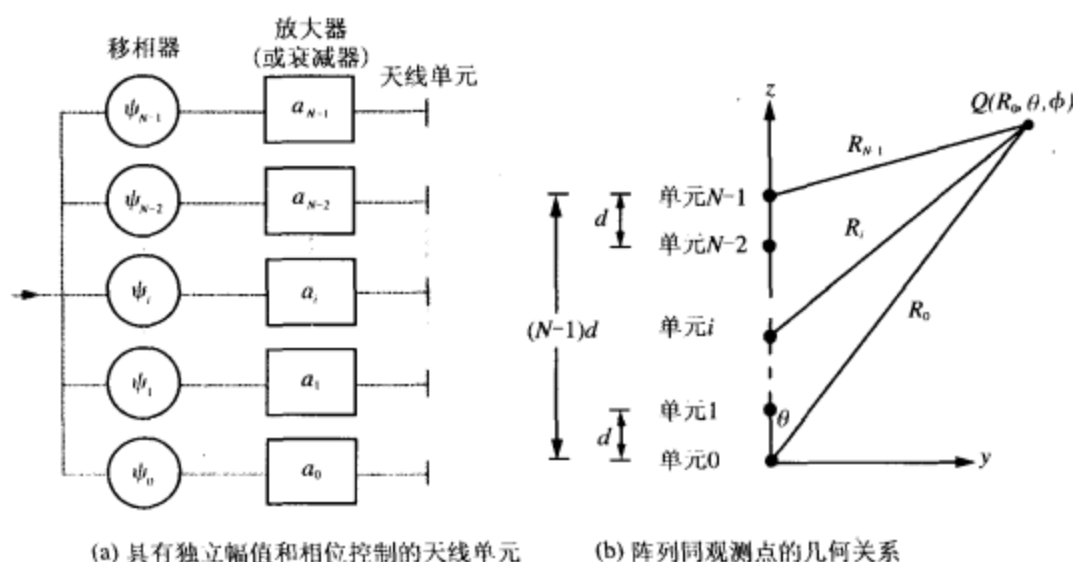 移相器
放大器
(或衰减器)
天线单元
ψN-1
aN-1
ψN-2
aN-2
ψi
ai
ψ1
a1
ψ0
a0
(a) 具有独立幅值和相位控制的天线单元
z
Q(R0, θ, ϕ)
RN-1
单元N-1
d
单元N-2
Ri
单元i
R0
(N-1)d
单元1
θ
d
单元0
y
(b) 阵列同观测点的几何关系